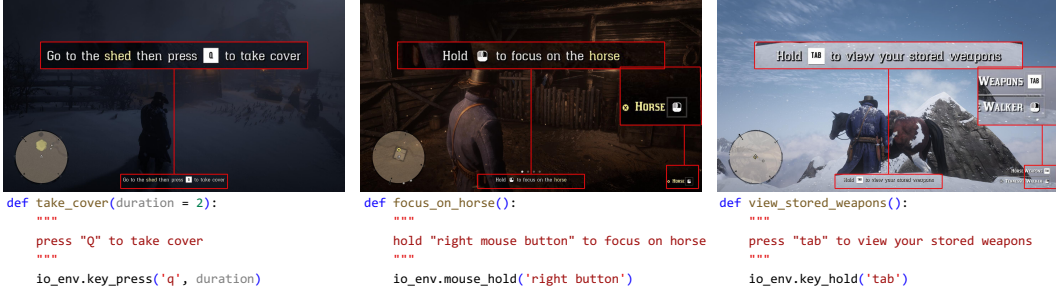 Go to the shed then press Q to take cover
Go to the shed then press Q to take cover
def take_cover(duration = 2):
"""
press "Q" to take cover
"""
io_env.key_press('q', duration)
Hold to focus on the horse
HORSE
Hold to focus on the horse
HORSE
def focus_on_horse():
"""
hold "right mouse button" to focus on horse
"""
io_env.mouse_hold('right button')
Hold TAB to view your stored weapons
WEAPONS TAB
WALKER
Hold TAB to view your stored weapons
def view_stored_weapons():
"""
press "tab" to view your stored weapons
"""
io_env.key_hold('tab')